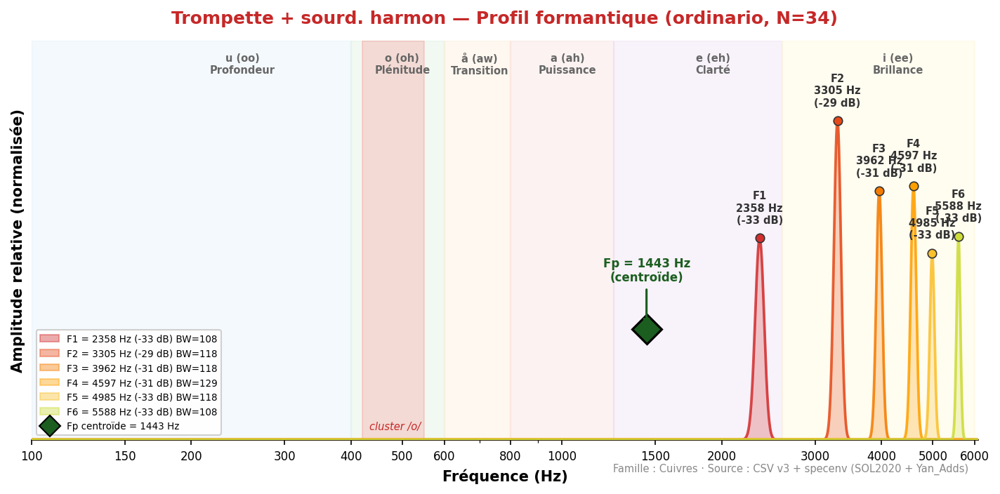 Trompette + sourd. harmon — Profil formantique (ordinario, N=34)
u (oo)
Profondeur
o (oh)
Plénitude
å (aw)
Transition
a (ah)
Puissance
e (eh)
Clarté
i (ee)
Brillance
F1
2358 Hz
(-33 dB)
F2
3305 Hz
(-29 dB)
F3
3962 Hz
(-31 dB)
F4
4597 Hz
(-31 dB)
F5
4985 Hz
(-33 dB)
F6
5588 Hz
(-33 dB)
Fp = 1443 Hz
(centroïde)
Amplitude relative (normalisée)
F1 = 2358 Hz (-33 dB) BW=108
F2 = 3305 Hz (-29 dB) BW=118
F3 = 3962 Hz (-31 dB) BW=118
F4 = 4597 Hz (-31 dB) BW=129
F5 = 4985 Hz (-33 dB) BW=118
F6 = 5588 Hz (-33 dB) BW=108
Fp centroïde = 1443 Hz
cluster /o/
100 150 200 300 400 500 600 800 1000 1500 2000 3000 4000 5000 6000
Fréquence (Hz)
Famille : Cuivres · Source : CSV v3 + specenv (SOL2020 + Yan_Adds)